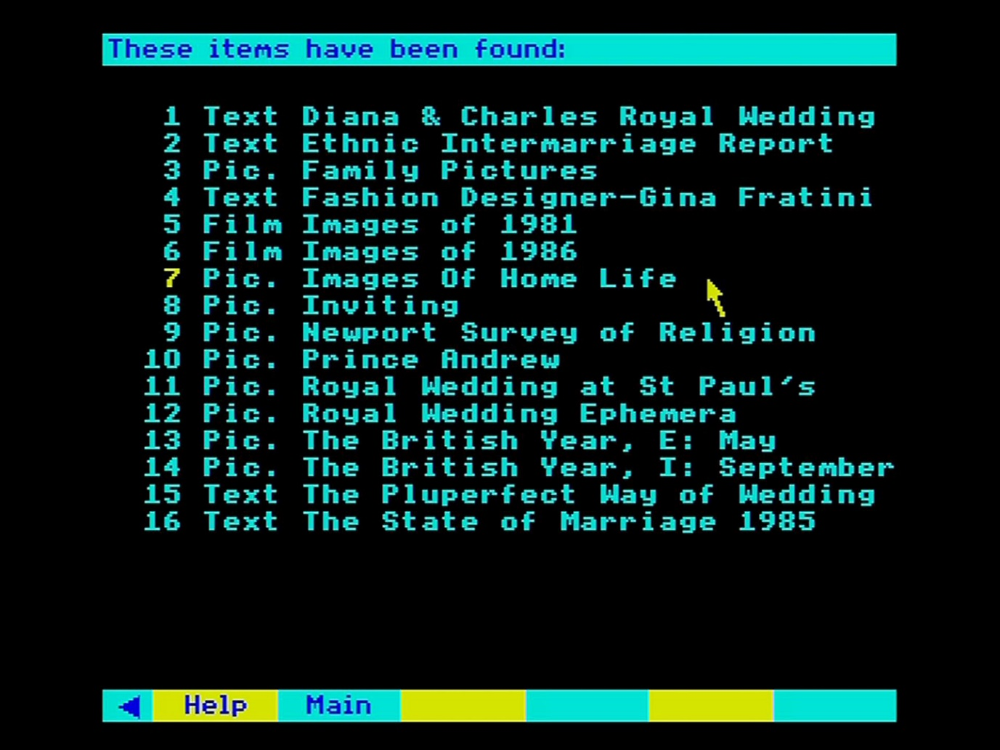 These items have been found:
1 Text Diana & Charles Royal Wedding
2 Text Ethnic Intermarriage Report
3 Pic. Family Pictures
4 Text Fashion Designer-Gina Fratini
5 Film Images of 1981
6 Film Images of 1986
7 Pic. Images Of Home Life
8 Pic. Inviting
9 Pic. Newport Survey of Religion
10 Pic. Prince Andrew
11 Pic. Royal Wedding at St Paul's
12 Pic. Royal Wedding Ephemera
13 Pic. The British Year, E: May
14 Pic. The British Year, I: September
15 Text The Pluperfect Way of Wedding
16 Text The State of Marriage 1985
Help Main